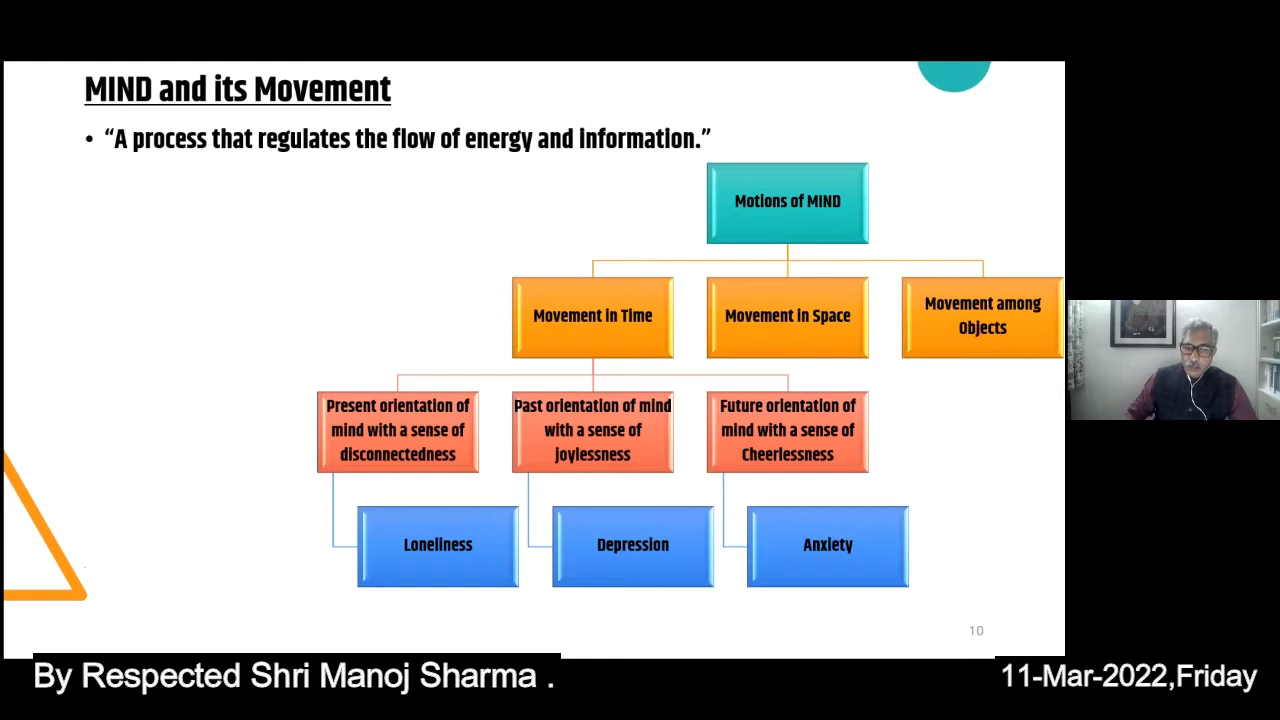 MIND and its Movement
• “A process that regulates the flow of energy and information.”
Motions of MIND
Movement in Time
Movement in Space
Movement among
Objects
Present orientation of
mind with a sense of
disconnectedness
Past orientation of mind
with a sense of
joylessness
Future orientation of
mind with a sense of
Cheerlessness
Loneliness
Depression
Anxiety
10
By Respected Shri Manoj Sharma .
11-Mar-2022,Friday